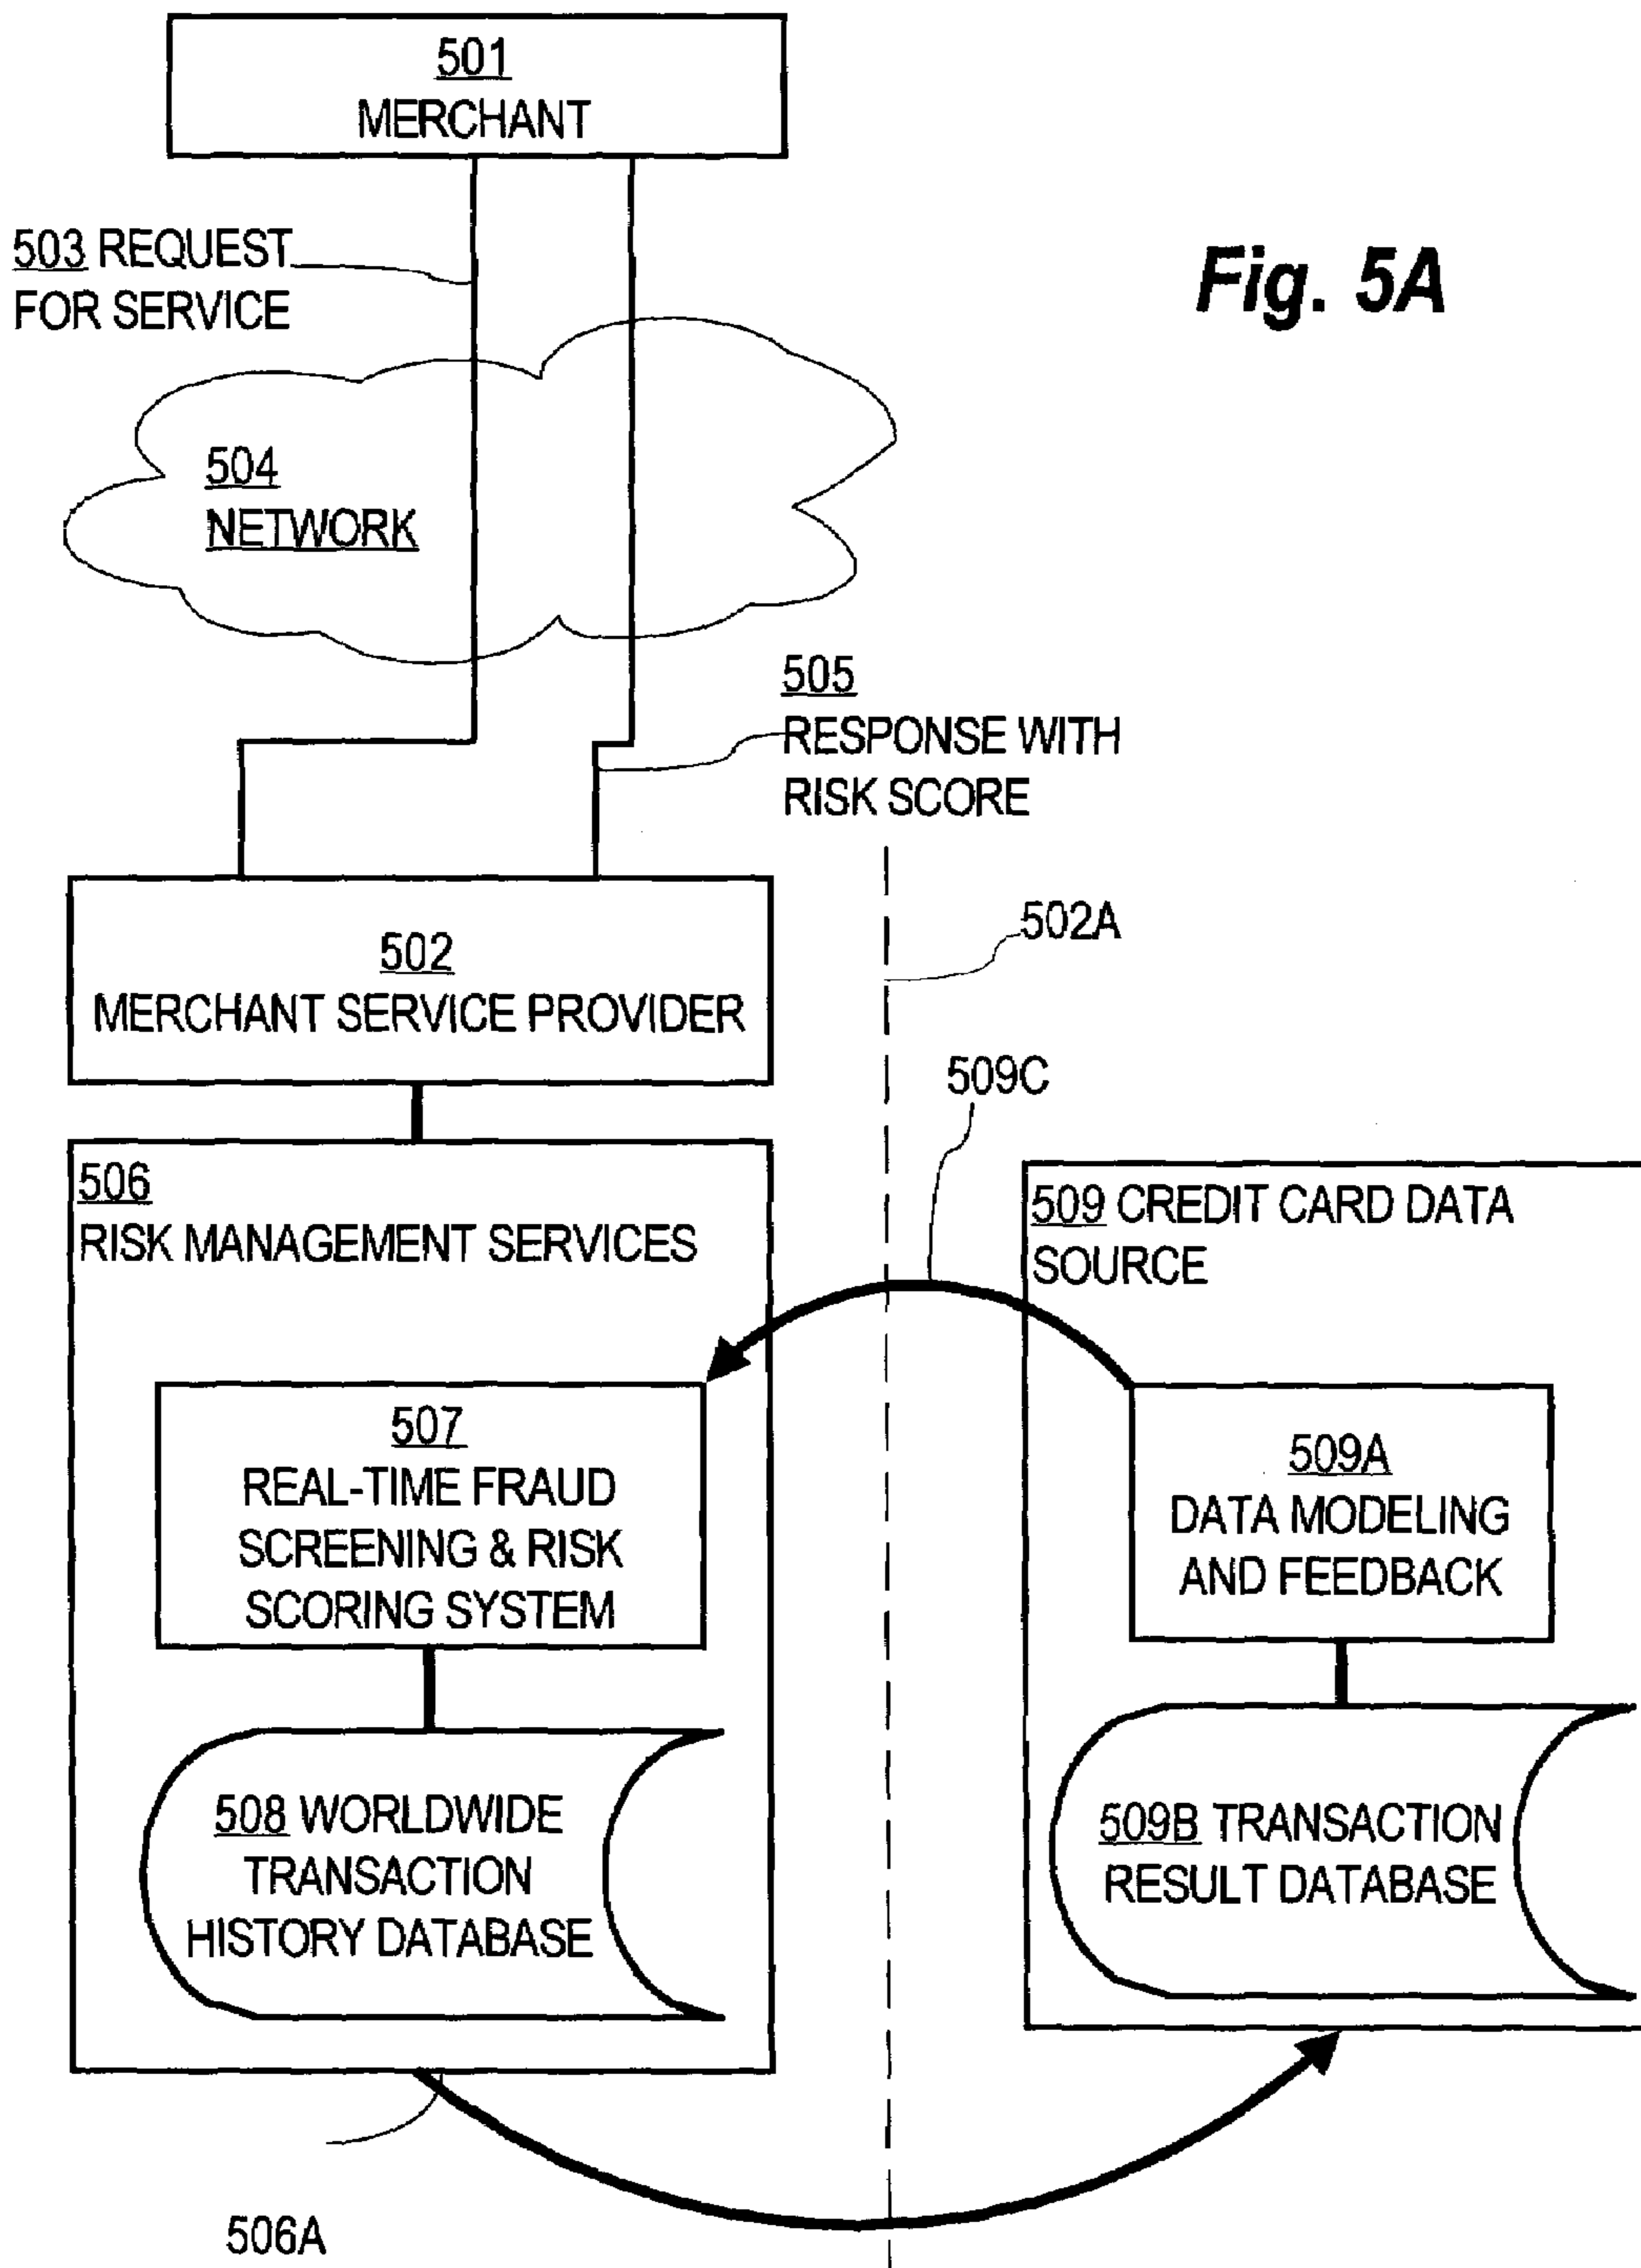 501
MERCHANT
503 REQUEST
FOR SERVICE
Fig. 5A
504
NETWORK
505
RESPONSE WITH
RISK SCORE
502A
502
MERCHANT SERVICE PROVIDER
509C
506
RISK MANAGEMENT SERVICES
509 CREDIT CARD DATA
SOURCE
507
REAL-TIME FRAUD
SCREENING & RISK
SCORING SYSTEM
509A
DATA MODELING
AND FEEDBACK
508 WORLDWIDE
TRANSACTION
HISTORY DATABASE
509B TRANSACTION
RESULT DATABASE
506A